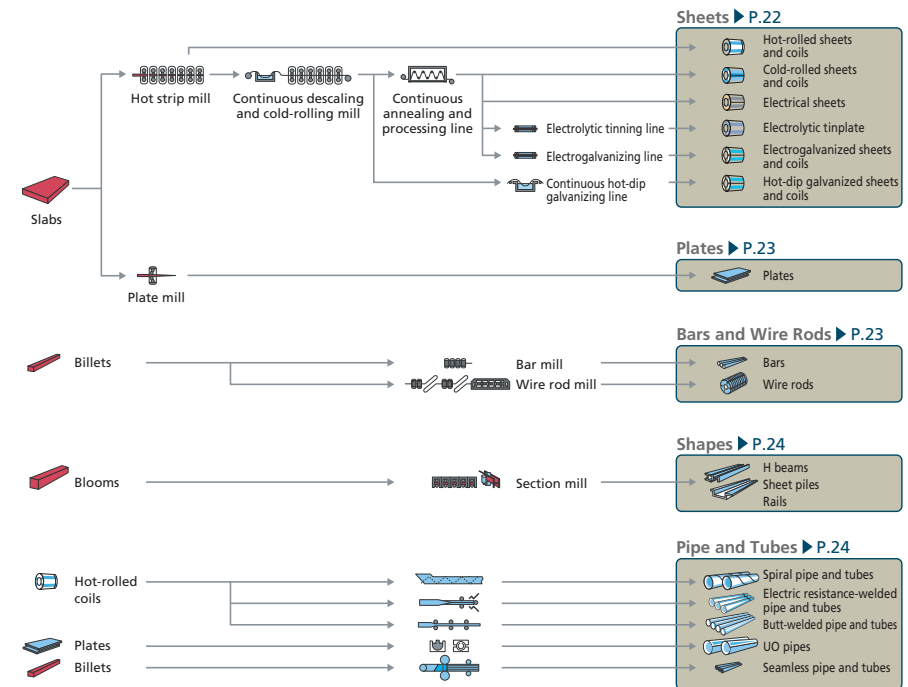 Sheets ▶ P.22
Hot-rolled sheets
and coils
Cold-rolled sheets
and coils
Electrical sheets
Electrolytic tinplate
Electrogalvanized sheets
and coils
Hot-dip galvanized sheets
and coils
Hot strip mill
Continuous descaling
and cold-rolling mill
Continuous
annealing and
processing line
Electrolytic tinning line
Electrogalvanizing line
Continuous hot-dip
galvanizing line
Slabs
Plate mill
Plates ▶ P.23
Plates
Bars and Wire Rods ▶ P.23
Billets
Bar mill
Wire rod mill
Bars
Wire rods
Shapes ▶ P.24
Blooms
Section mill
H beams
Sheet piles
Rails
Pipe and Tubes ▶ P.24
Hot-rolled
coils
Plates
Billets
Spiral pipe and tubes
Electric resistance-welded
pipe and tubes
Butt-welded pipe and tubes
UO pipes
Seamless pipe and tubes